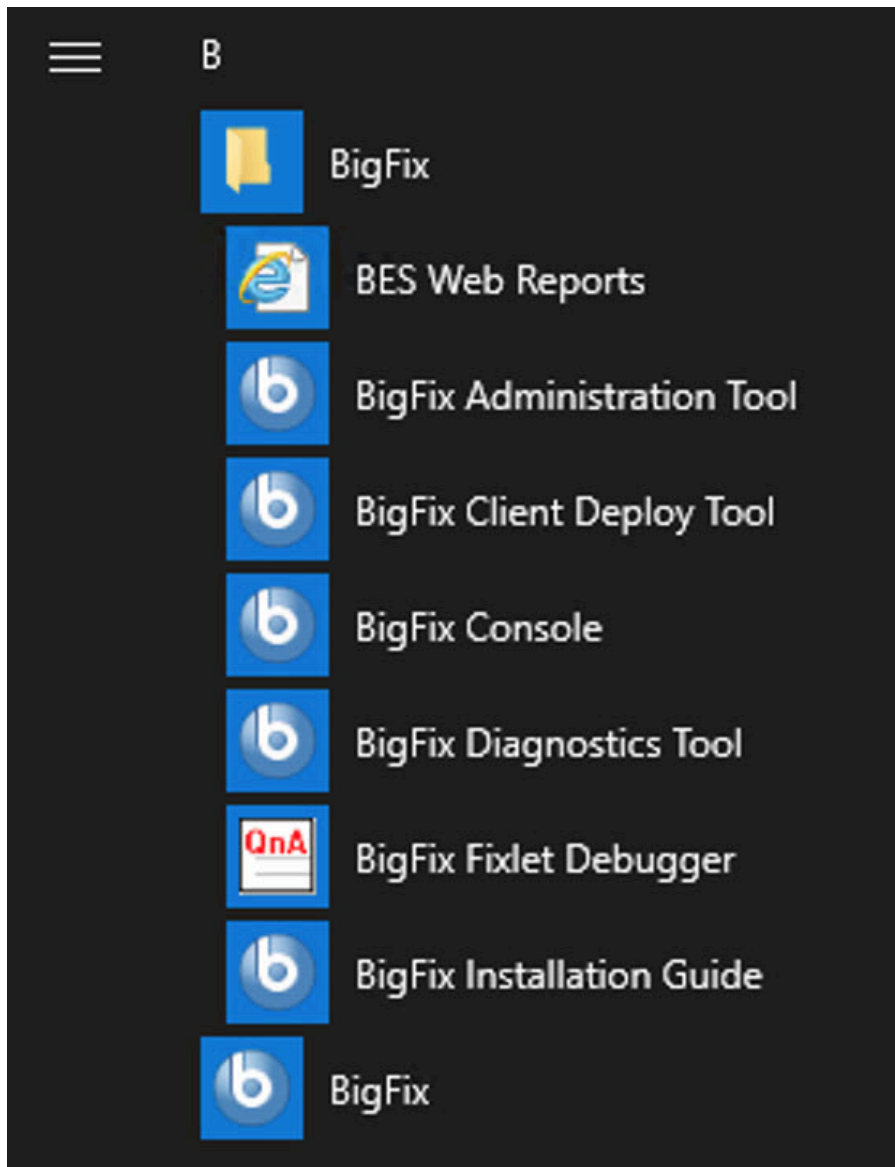 B
BigFix
BES Web Reports
BigFix Administration Tool
BigFix Client Deploy Tool
BigFix Console
BigFix Diagnostics Tool
QnA
BigFix Fixlet Debugger
BigFix Installation Guide
BigFix